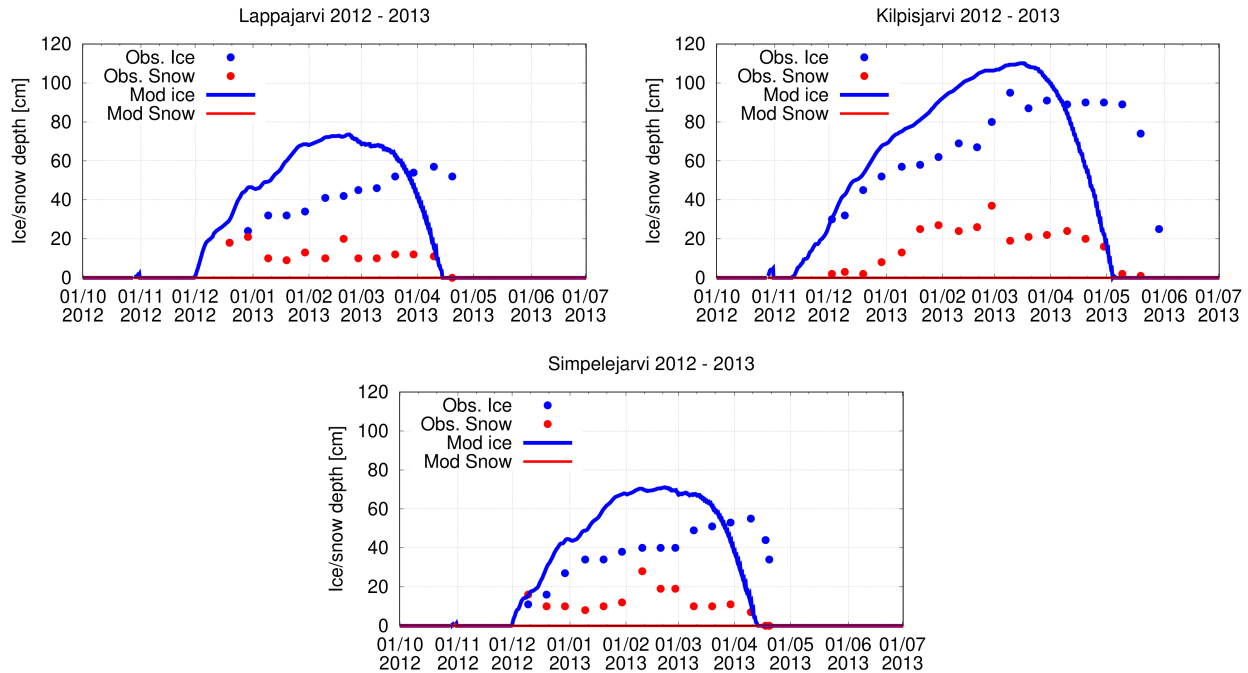 Lappajarvi 2012 - 2013
Ice/snow depth [cm]
120
100
80
60
40
20
0
Obs. Ice
Obs. Snow
Mod ice
Mod Snow
01/10 01/11 01/12 01/01 01/02 01/03 01/04 01/05 01/06 01/07
2012 2012 2012 2013 2013 2013 2013 2013 2013 2013
Kilpisjarvi 2012 - 2013
Ice/snow depth [cm]
120
100
80
60
40
20
0
Obs. Ice
Obs. Snow
Mod ice
Mod Snow
01/10 01/11 01/12 01/01 01/02 01/03 01/04 01/05 01/06 01/07
2012 2012 2012 2013 2013 2013 2013 2013 2013 2013
Simpelejarvi 2012 - 2013
Ice/snow depth [cm]
120
100
80
60
40
20
0
Obs. Ice
Obs. Snow
Mod ice
Mod Snow
01/10 01/11 01/12 01/01 01/02 01/03 01/04 01/05 01/06 01/07
2012 2012 2012 2013 2013 2013 2013 2013 2013 2013